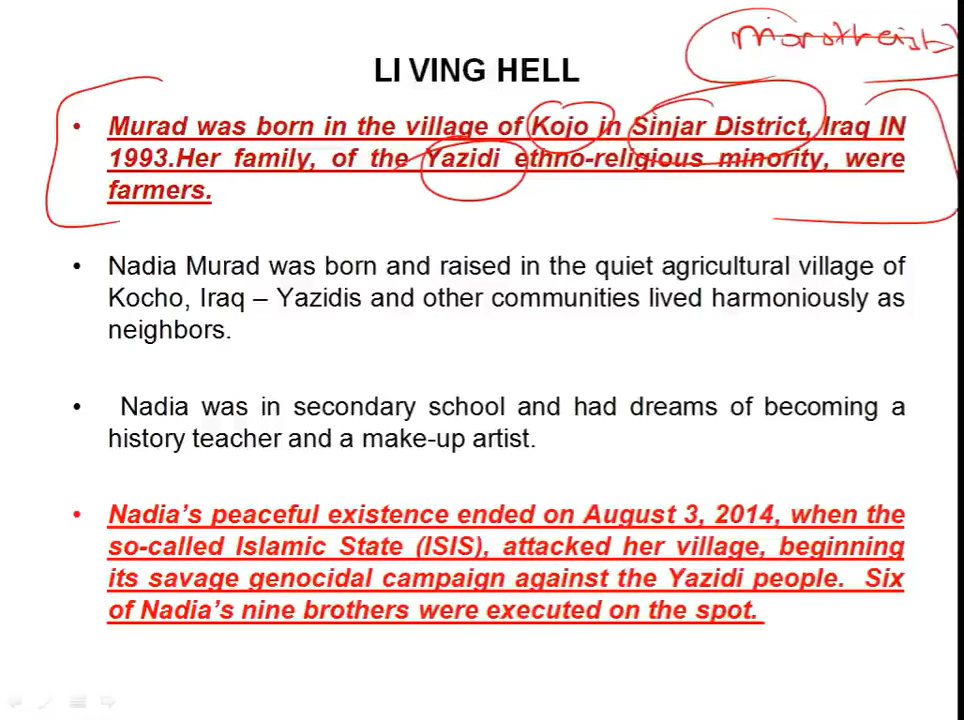 monotheist
LI VING HELL
• Murad was born in the village of Kojo in Sinjar District, Iraq IN
1993.Her family, of the Yazidi ethno-religious minority, were
farmers.
• Nadia Murad was born and raised in the quiet agricultural village of
Kocho, Iraq – Yazidis and other communities lived harmoniously as
neighbors.
• Nadia was in secondary school and had dreams of becoming a
history teacher and a make-up artist.
• Nadia’s peaceful existence ended on August 3, 2014, when the
so-called Islamic State (ISIS), attacked her village, beginning
its savage genocidal campaign against the Yazidi people. Six
of Nadia’s nine brothers were executed on the spot.